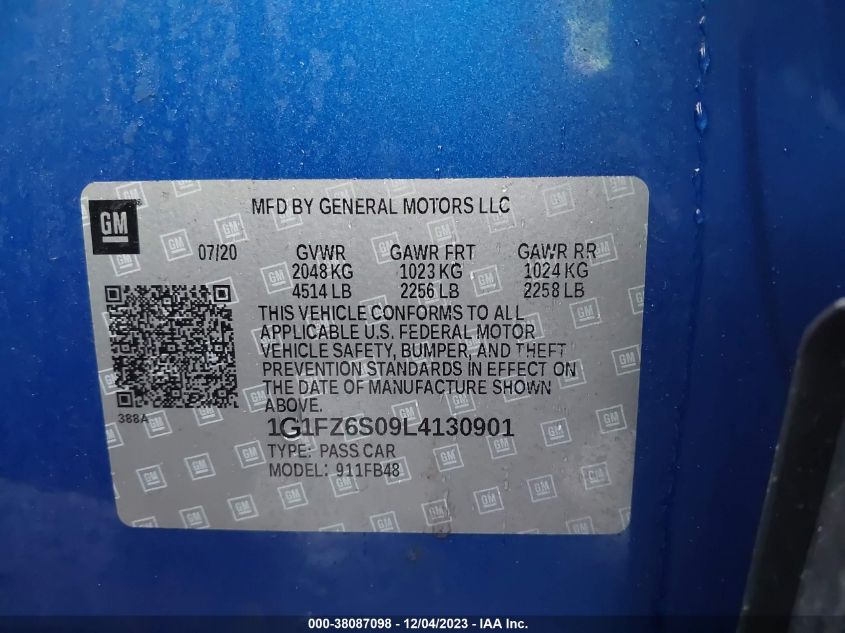 GM
MFD BY GENERAL MOTORS LLC
07/20 GVWR GAWR FRT GAWR RR
2048 KG 1023 KG 1024 KG
4514 LB 2256 LB 2258 LB
THIS VEHICLE CONFORMS TO ALL
APPLICABLE U.S. FEDERAL MOTOR
VEHICLE SAFETY, BUMPER, AND THEFT
PREVENTION STANDARDS IN EFFECT ON
THE DATE OF MANUFACTURE SHOWN
ABOVE.
388A
1G1FZ6S09L4130901
TYPE: PASS CAR
MODEL: 911FB48
000-38087098 - 12/04/2023 - IAA Inc.